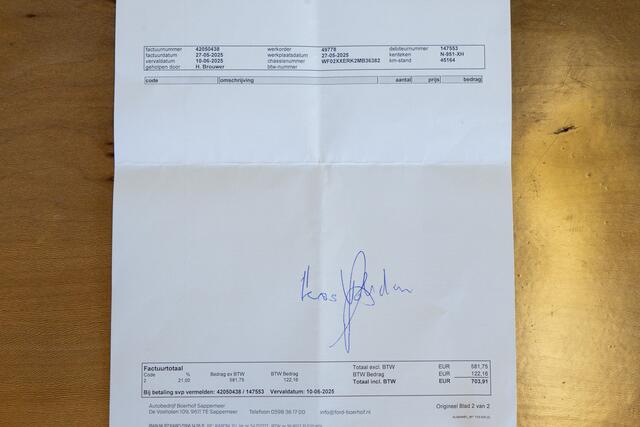 factuurnummer 42050438 werkorder 49778 debiteurnummer 147553
factuurdatum 27-05-2025 werkplaatsdatum 27-05-2025 kenteken N-951-XH
vervaldatum 10-06-2025 chassisnummer WF02XXERK2MB36382 km-stand 45164
geholpen door H. Brouwer btw-nummer
code omschrijving aantal prijs bedrag
Factuurtotaal
Code % Bedrag ex BTW BTW Bedrag
2 21,00 581,75 122,16
Totaal excl. BTW EUR 581,75
BTW Bedrag EUR 122,16
Totaal incl. BTW EUR 703,91
Bij betaling svp vermelden: 42050438 / 147553 Vervaldatum: 10-06-2025
Autobedrijf Boerhof Sappemeer
De Vosholen 109, 9611 TE Sappemeer Telefoon 0598 36 17 00 info@ford-boerhof.nl
Origineel Blad 2 van 2